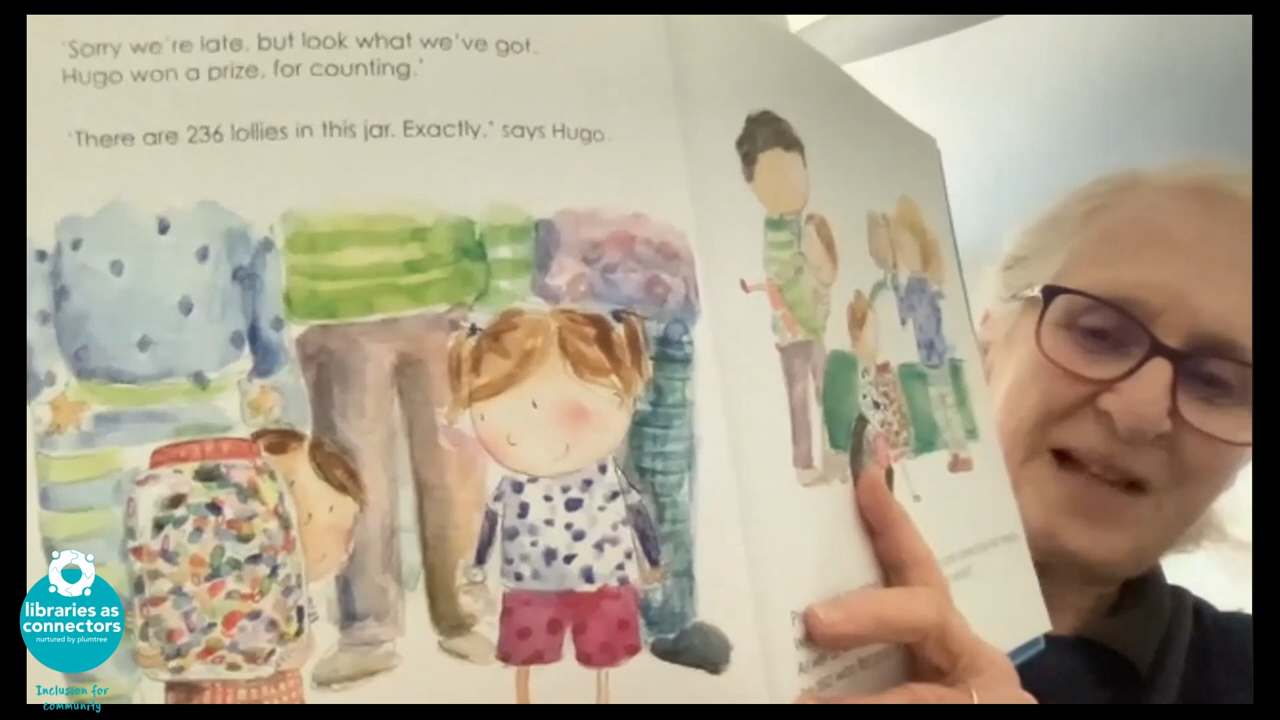 'Sorry we're late, but look what we've got.
Hugo won a prize, for counting.'
'There are 236 lollies in this jar. Exactly.' says Hugo.
libraries as
connectors
nurtured by plumtree
Inclusion for
community